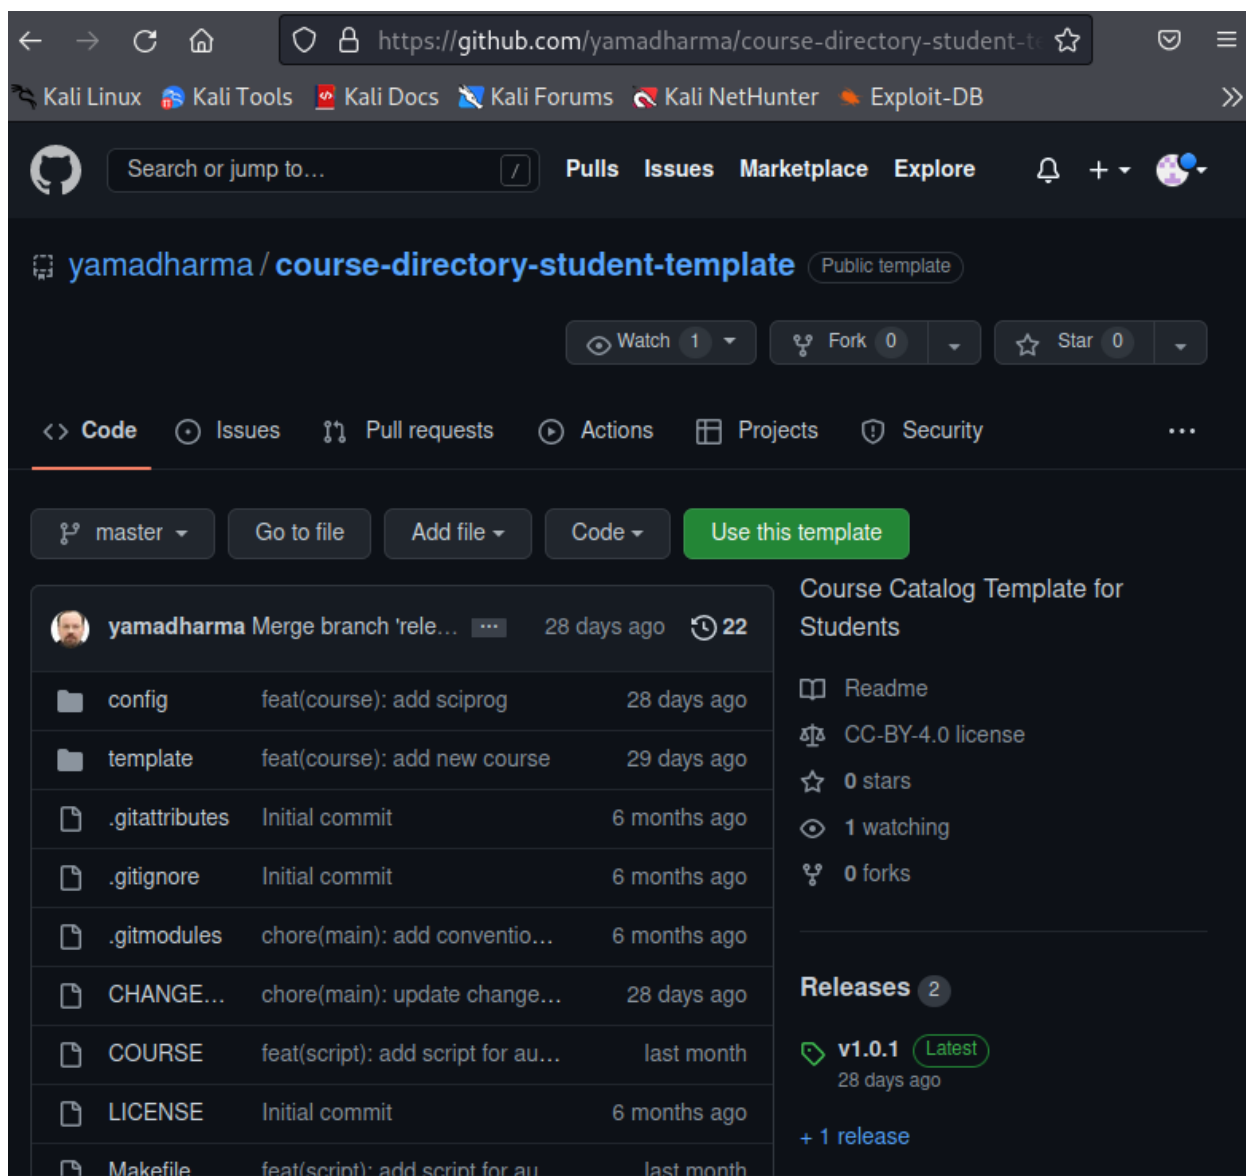 https://github.com/yamadharma/course-directory-student-te
Kali Linux Kali Tools Kali Docs Kali Forums Kali NetHunter Exploit-DB
Search or jump to... / Pulls Issues Marketplace Explore
yamadharma / course-directory-student-template Public template
Watch 1 Fork 0 Star 0
Code Issues Pull requests Actions Projects Security
master Go to file Add file Code Use this template
Course Catalog Template for
Students
yamadharma Merge branch 'rele... 28 days ago 22
config feat(course): add sciprog 28 days ago
template feat(course): add new course 29 days ago
.gitattributes Initial commit 6 months ago
.gitignore Initial commit 6 months ago
.gitmodules chore(main): add conventio... 6 months ago
CHANGE... chore(main): update change... 28 days ago
COURSE feat(script): add script for au... last month
LICENSE Initial commit 6 months ago
Makefile feat(script): add script for au last month
Readme
CC-BY-4.0 license
0 stars
1 watching
0 forks
Releases 2
v1.0.1 Latest
28 days ago
+ 1 release